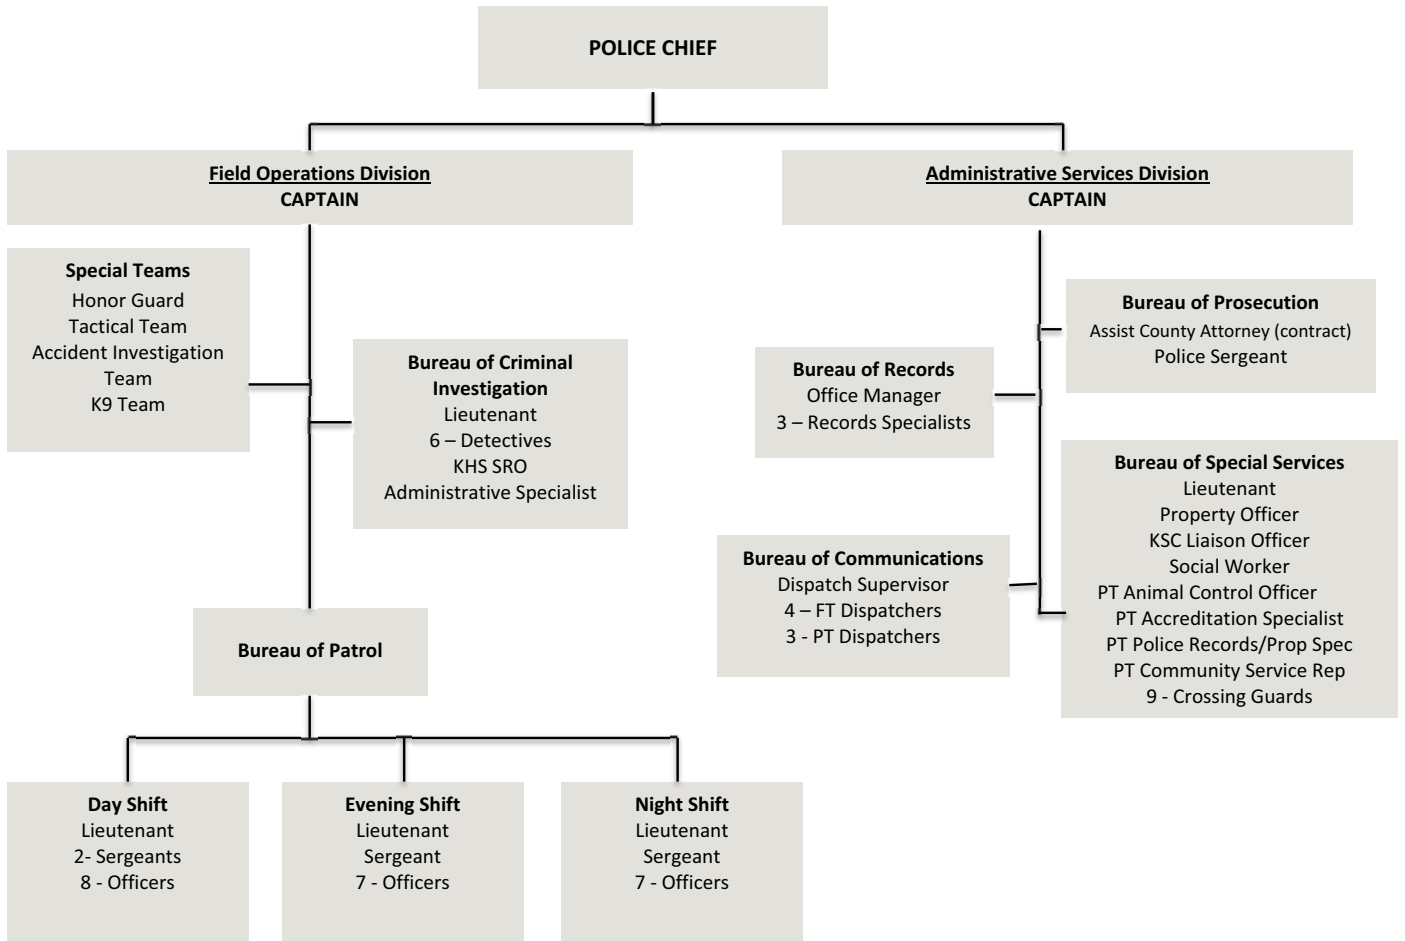 POLICE CHIEF
Field Operations Division
CAPTAIN
Administrative Services Division
CAPTAIN
Special Teams
Honor Guard
Tactical Team
Accident Investigation
Team
K9 Team
Bureau of Criminal
Investigation
Lieutenant
6 – Detectives
KHS SRO
Administrative Specialist
Bureau of Prosecution
Assist County Attorney (contract)
Police Sergeant
Bureau of Records
Office Manager
3 – Records Specialists
Bureau of Special Services
Lieutenant
Property Officer
KSC Liaison Officer
Social Worker
PT Animal Control Officer
PT Accreditation Specialist
PT Police Records/Prop Spec
PT Community Service Rep
9 - Crossing Guards
Bureau of Communications
Dispatch Supervisor
4 – FT Dispatchers
3 - PT Dispatchers
Bureau of Patrol
Day Shift
Lieutenant
2- Sergeants
8 - Officers
Evening Shift
Lieutenant
Sergeant
7 - Officers
Night Shift
Lieutenant
Sergeant
7 - Officers